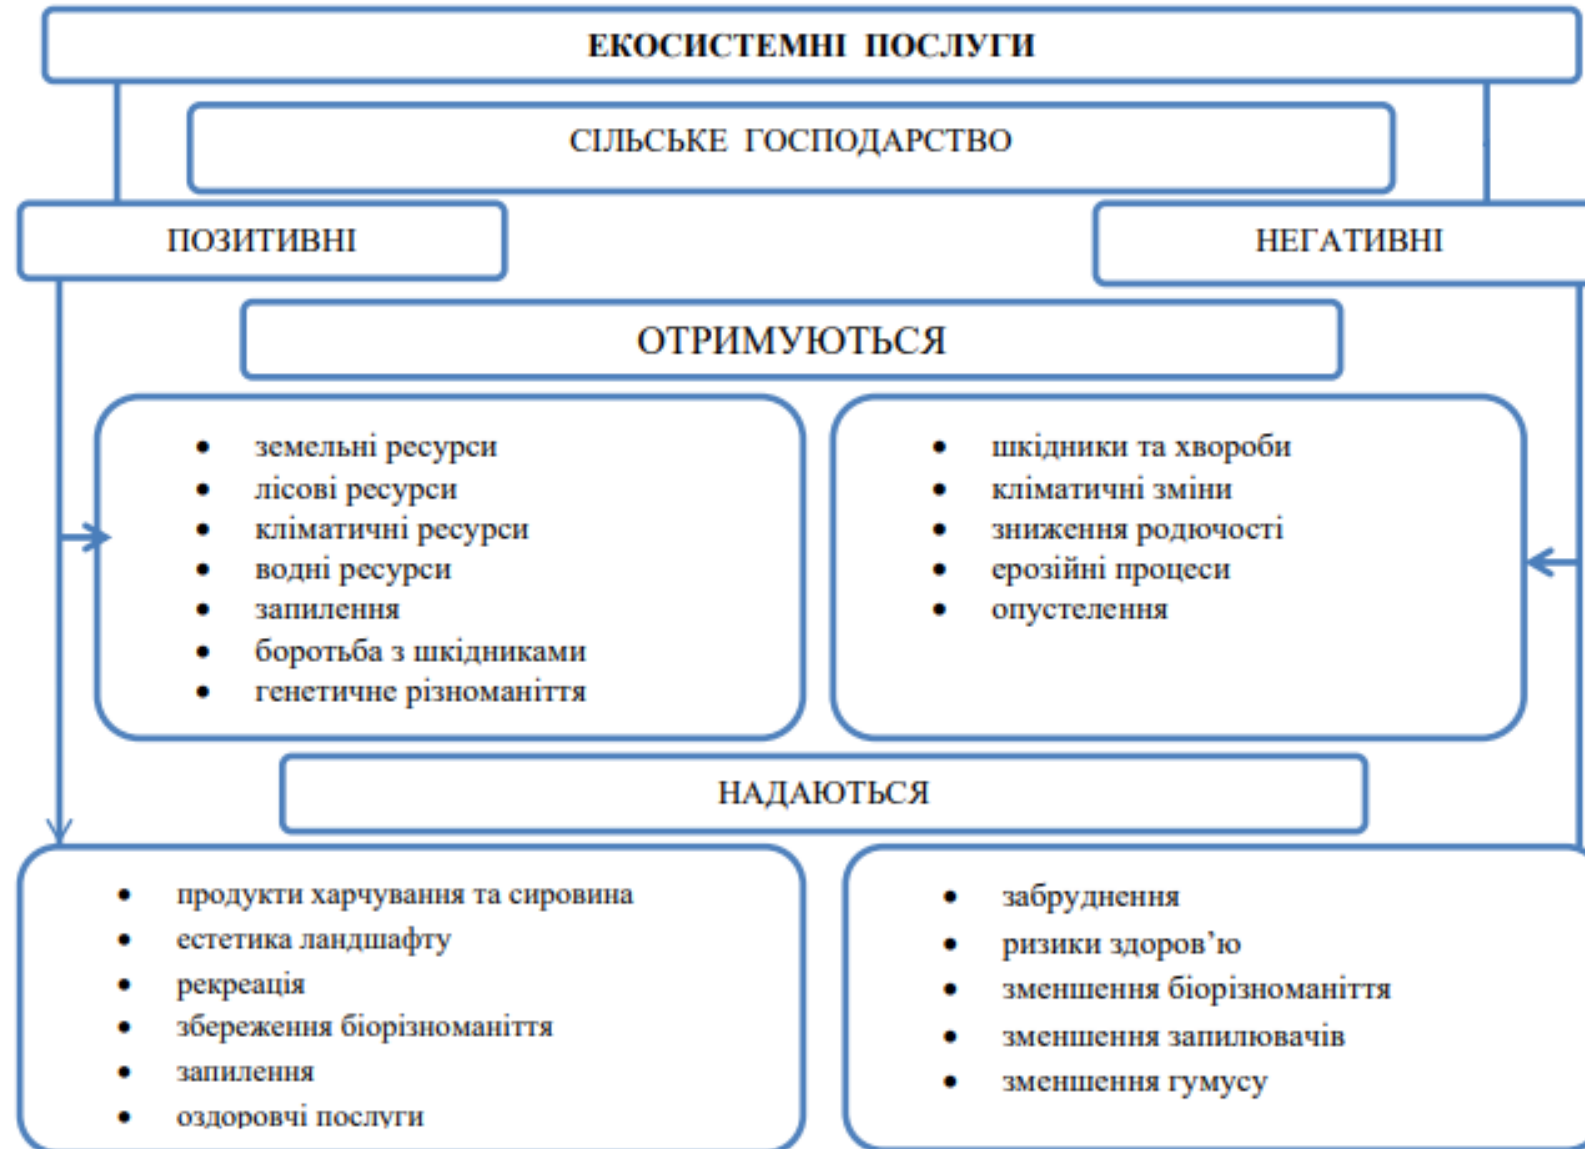 ЕКОСИСТЕМНІ ПОСЛУГИ
СІЛЬСЬКЕ ГОСПОДАРСТВО
ПОЗИТИВНІ
НЕГАТИВНІ
ОТРИМУЮТЬСЯ
• земельні ресурси
• лісові ресурси
• кліматичні ресурси
• водні ресурси
• запилення
• боротьба з шкідниками
• генетичне різноманіття
• шкідники та хвороби
• кліматичні зміни
• зниження родючості
• ерозійні процеси
• опустелення
НАДАЮТЬСЯ
• продукти харчування та сировина
• естетика ландшафту
• рекреація
• збереження біорізноманіття
• запилення
• оздоровчі послуги
• забруднення
• ризики здоров’ю
• зменшення біорізноманіття
• зменшення запилювачів
• зменшення гумусу